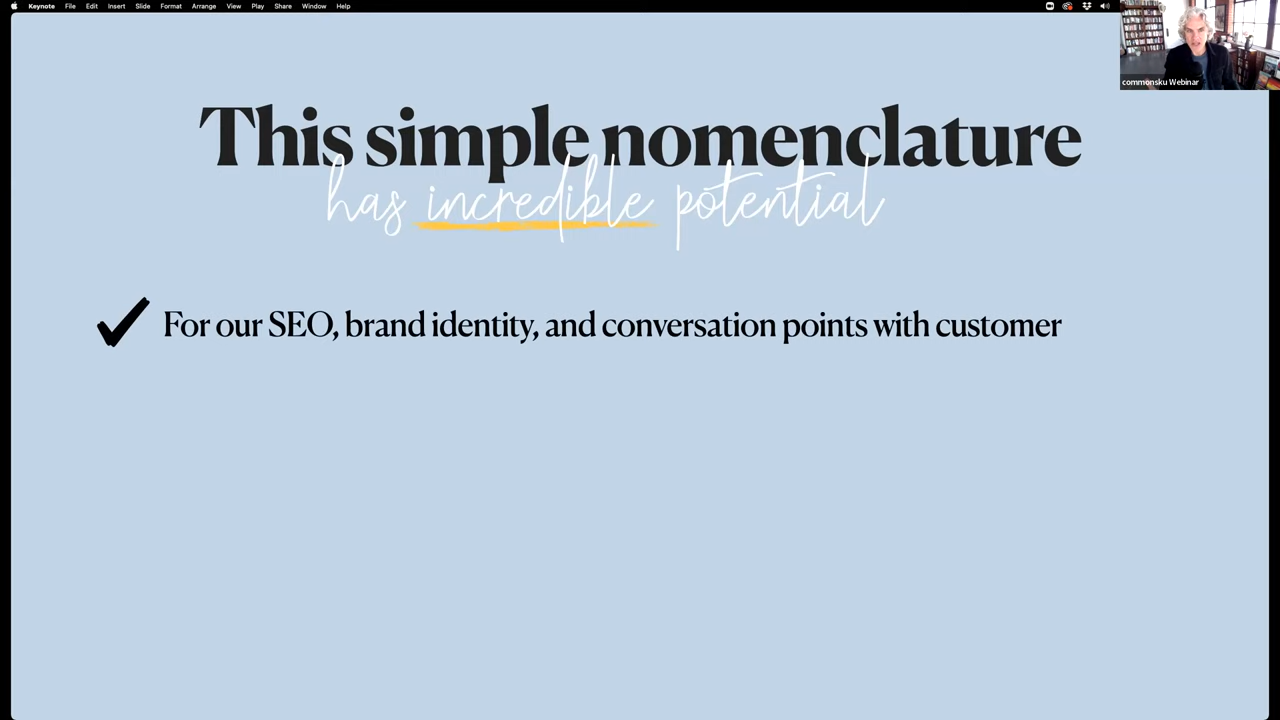 Keynote File Edit Insert Slide Format Arrange View Play Share Window Help
commonsku Webinar
This simple nomenclature
has incredible potential
For our SEO, brand identity, and conversation points with customer